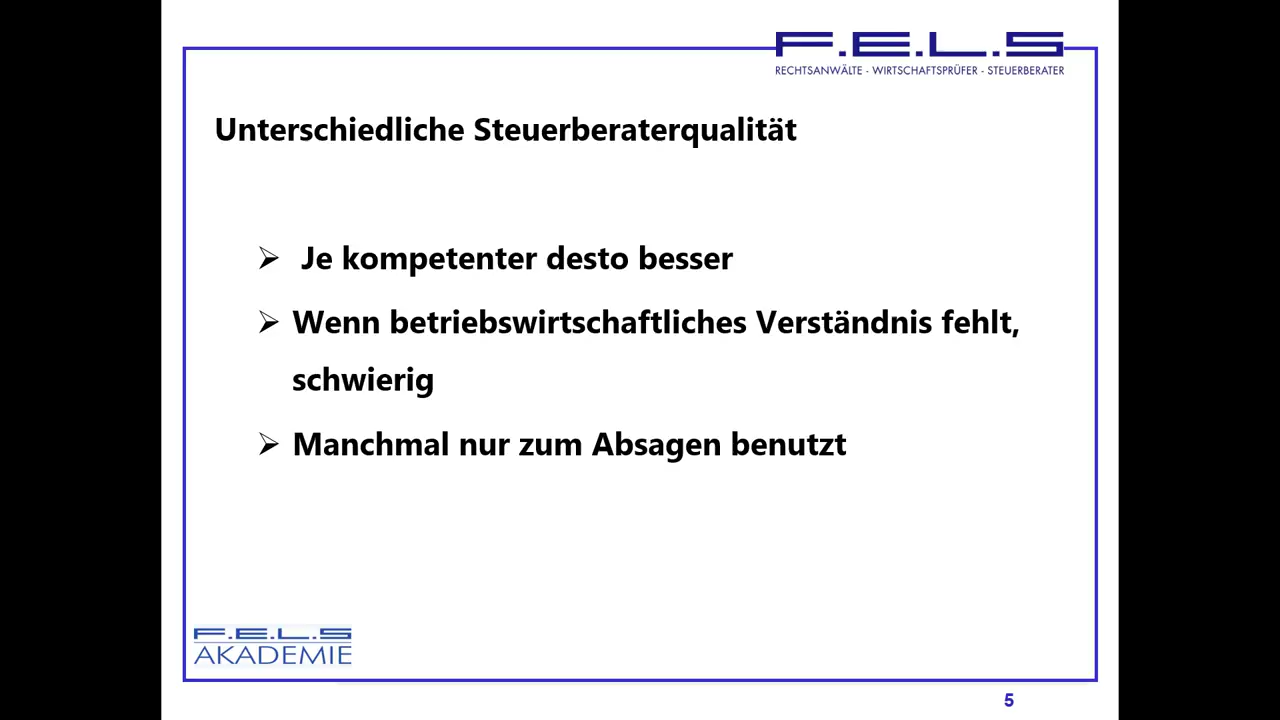 F.E.L.S
RECHTSANWÄLTE - WIRTSCHAFTSPRÜFER - STEUERBERATER
Unterschiedliche Steuerberaterqualität
Je kompetenter desto besser
Wenn betriebswirtschaftliches Verständnis fehlt,
schwierig
Manchmal nur zum Absagen benutzt
F.E.L.S
AKADEMIE
5